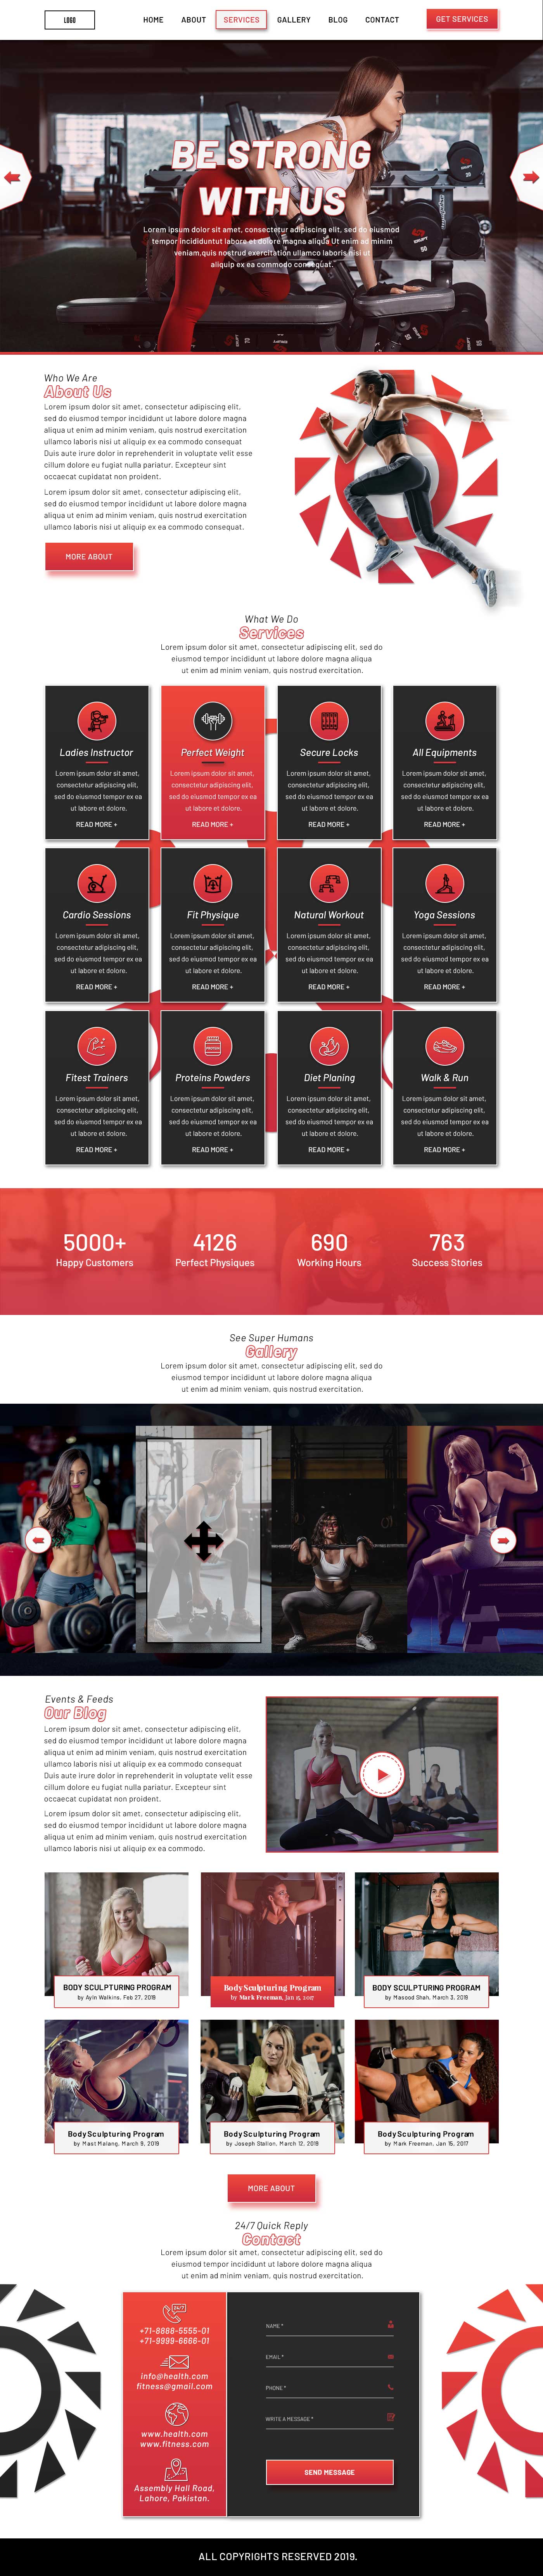 LOGO
HOME ABOUT SERVICES GALLERY BLOG CONTACT GET SERVICES
BE STRONG
WITH US
Lorem ipsum dolor sit amet, consectetur adipiscing elit, sed do eiusmod
tempor incididuntut labore et dolore magna aliqua Ut enim ad minim
veniam,quis nostrud exercitation ullamco laboris nisi ut
aliquip ex ea commodo consequat.
Who We Are
About Us
Lorem ipsum dolor sit amet, consectetur adipiscing elit,
sed do eiusmod tempor incididunt ut labore dolore magna
aliqua ut enim ad minim veniam, quis nostrud exercitation
ullamco laboris nisi ut aliquip ex ea commodo consequat
Duis aute irure dolor in reprehenderit in voluptate velit esse
cillum dolore eu fugiat nulla pariatur. Excepteur sint
occaecat cupidatat non proident.
Lorem ipsum dolor sit amet, consectetur adipiscing elit,
sed do eiusmod tempor incididunt ut labore dolore magna
aliqua ut enim ad minim veniam, quis nostrud exercitation
ullamco laboris nisi ut aliquip ex ea commodo consequat.
MORE ABOUT
What We Do
Services
Lorem ipsum dolor sit amet, consectetur adipiscing elit, sed do
eiusmod tempor incididunt ut labore dolore magna aliqua
ut enim ad minim veniam, quis nostrud exercitation.
Ladies Instructor
Lorem ipsum dolor sit amet,
consectetur adipiscing elit,
sed do eiusmod tempor ex ea
ut labore et dolore.
READ MORE +
Perfect Weight
Lorem ipsum dolor sit amet,
consectetur adipiscing elit,
sed do eiusmod tempor ex ea
ut labore et dolore.
READ MORE +
Secure Locks
Lorem ipsum dolor sit amet,
consectetur adipiscing elit,
sed do eiusmod tempor ex ea
ut labore et dolore.
READ MORE +
All Equipments
Lorem ipsum dolor sit amet,
consectetur adipiscing elit,
sed do eiusmod tempor ex ea
ut labore et dolore.
READ MORE +
Cardio Sessions
Lorem ipsum dolor sit amet,
consectetur adipiscing elit,
sed do eiusmod tempor ex ea
ut labore et dolore.
READ MORE +
Fit Physique
Lorem ipsum dolor sit amet,
consectetur adipiscing elit,
sed do eiusmod tempor ex ea
ut labore et dolore.
READ MORE +
Natural Workout
Lorem ipsum dolor sit amet,
consectetur adipiscing elit,
sed do eiusmod tempor ex ea
ut labore et dolore.
READ MORE +
Yoga Sessions
Lorem ipsum dolor sit amet,
consectetur adipiscing elit,
sed do eiusmod tempor ex ea
ut labore et dolore.
READ MORE +
Fitest Trainers
Lorem ipsum dolor sit amet,
consectetur adipiscing elit,
sed do eiusmod tempor ex ea
ut labore et dolore.
READ MORE +
Proteins Powders
Lorem ipsum dolor sit amet,
consectetur adipiscing elit,
sed do eiusmod tempor ex ea
ut labore et dolore.
READ MORE +
Diet Planing
Lorem ipsum dolor sit amet,
consectetur adipiscing elit,
sed do eiusmod tempor ex ea
ut labore et dolore.
READ MORE +
Walk & Run
Lorem ipsum dolor sit amet,
consectetur adipiscing elit,
sed do eiusmod tempor ex ea
ut labore et dolore.
READ MORE +
5000+ 4126 690 763
Happy Customers Perfect Physiques Working Hours Success Stories
See Super Humans
Gallery
Lorem ipsum dolor sit amet, consectetur adipiscing elit, sed do
eiusmod tempor incididunt ut labore dolore magna aliqua
ut enim ad minim veniam, quis nostrud exercitation.
Events & Feeds
Our Blog
Lorem ipsum dolor sit amet, consectetur adipiscing elit,
sed do eiusmod tempor incididunt ut labore dolore magna
aliqua ut enim ad minim veniam, quis nostrud exercitation
ullamco laboris nisi ut aliquip ex ea commodo consequat
Duis aute irure dolor in reprehenderit in voluptate velit esse
cillum dolore eu fugiat nulla pariatur. Excepteur sint
occaecat cupidatat non proident.
Lorem ipsum dolor sit amet, consectetur adipiscing elit,
sed do eiusmod tempor incididunt ut labore dolore magna
aliqua ut enim ad minim veniam, quis nostrud exercitation
ullamco laboris nisi ut aliquip ex ea commodo.
BODY SCULPTURING PROGRAM
by Ayin Walkins, Feb 27, 2019
Body Sculpturing Program
by Mark Freeman, Jan 15, 2017
BODY SCULPTURING PROGRAM
by Masood Shah, March 3, 2018
Body Sculpturing Program
by Mast Malang, March 9, 2019
Body Sculpturing Program
by Joseph Stallon, March 12, 2018
Body Sculpturing Program
by Mark Freeman, Jan 15, 2017
MORE ABOUT
24/7 Quick Reply
Contact
Lorem ipsum dolor sit amet, consectetur adipiscing elit, sed do
eiusmod tempor incididunt ut labore dolore magna aliqua
ut enim ad minim veniam, quis nostrud exercitation.
24/7
+71-8888-5555-01
+71-9999-6666-01
info@health.com
fitness@gmail.com
www.health.com
www.fitness.com
Assembly Hall Road,
Lahore, Pakistan.
NAME *
EMAIL *
PHONE *
WRITE A MESSAGE *
SEND MESSAGE
ALL COPYRIGHTS RESERVED 2019.